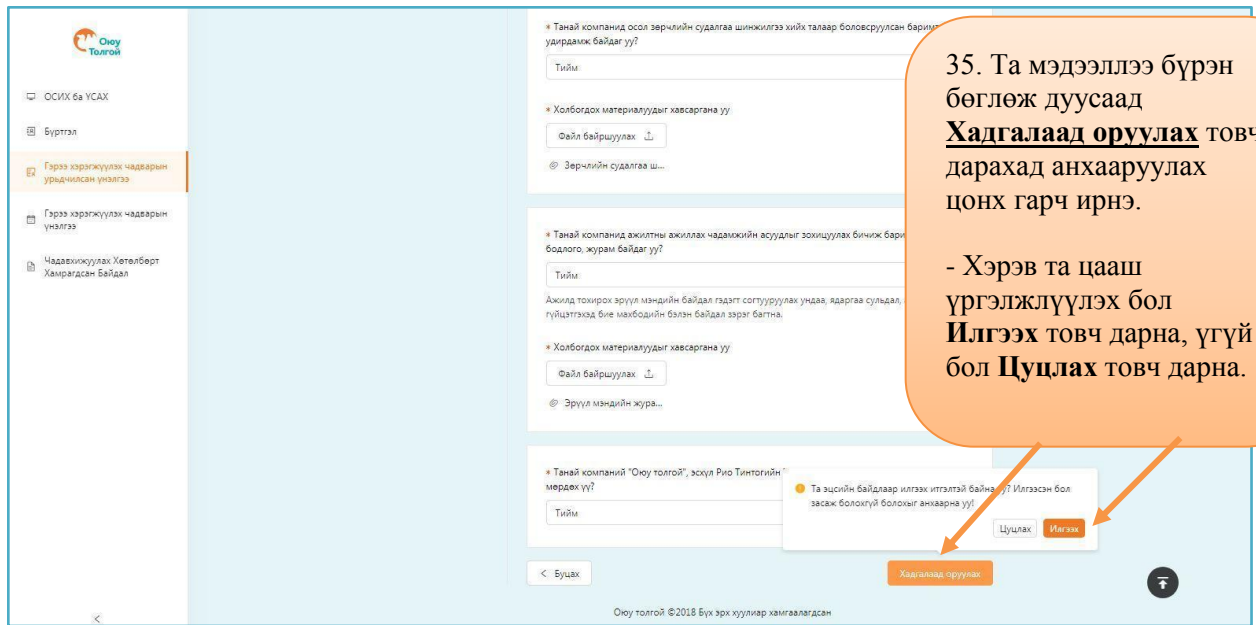 Оюу
Толгой
ОСИХ ба ҮСАХ
Бүртгэл
Гэрээ хэрэгжүүлэх чадварын
урьдчилсан үнэлгээ
Гэрээ хэрэгжүүлэх чадварын
үнэлгээ
Чадавхижуулах Хөтөлбөрт
Хамрагдсан Байдал
* Танай компанид осол зөрчлийн судалгаа шинжилгээ хийх талаар боловсруулсан
удирдамж байдаг уу?
Тийм
* Холбогдох материалуудыг хавсаргана уу
Файл байршуулах
Зөрчлийн судалгаа ш...
* Танай компанид ажилтны ажиллах чадамжийн асуудлыг зохицуулах бичиж
бодлого, журам байдаг уу?
Тийм
Ажилд тохирох эрүүл мэндийн байдал гэдэгт согтууруулах ундаа, ядаргаа сульдал,
гүйцэтгэхэд бие махбодийн бэлэн байдал зэрэг багтна.
* Холбогдох материалуудыг хавсаргана уу
Файл байршуулах
Эрүүл мэндийн жура...
* Танай компаний "Оюу толгой", эсхүл Рио Тинтогийн
мөрдөх үү?
Тийм
Та эцсийн байдлаар илгээх итгэлтэй байна уу? Илгээсэн бол
засаж болохгүй болохыг анхаарна уу!
Цуцлах Илгээх
< Буцах
Хадгалаад оруулах
Оюу толгой ©2018 Бүх эрх хуулиар хамгаалагдсан
35. Та мэдээллээ бүрэн
бөглөж дуусаад
Хадгалаад оруулах товч
дарахад анхааруулах
цонх гарч ирнэ.
- Хэрэв та цааш
үргэлжлүүлэх бол
Илгээх товч дарна, үгүй
бол Цуцлах товч дарна.